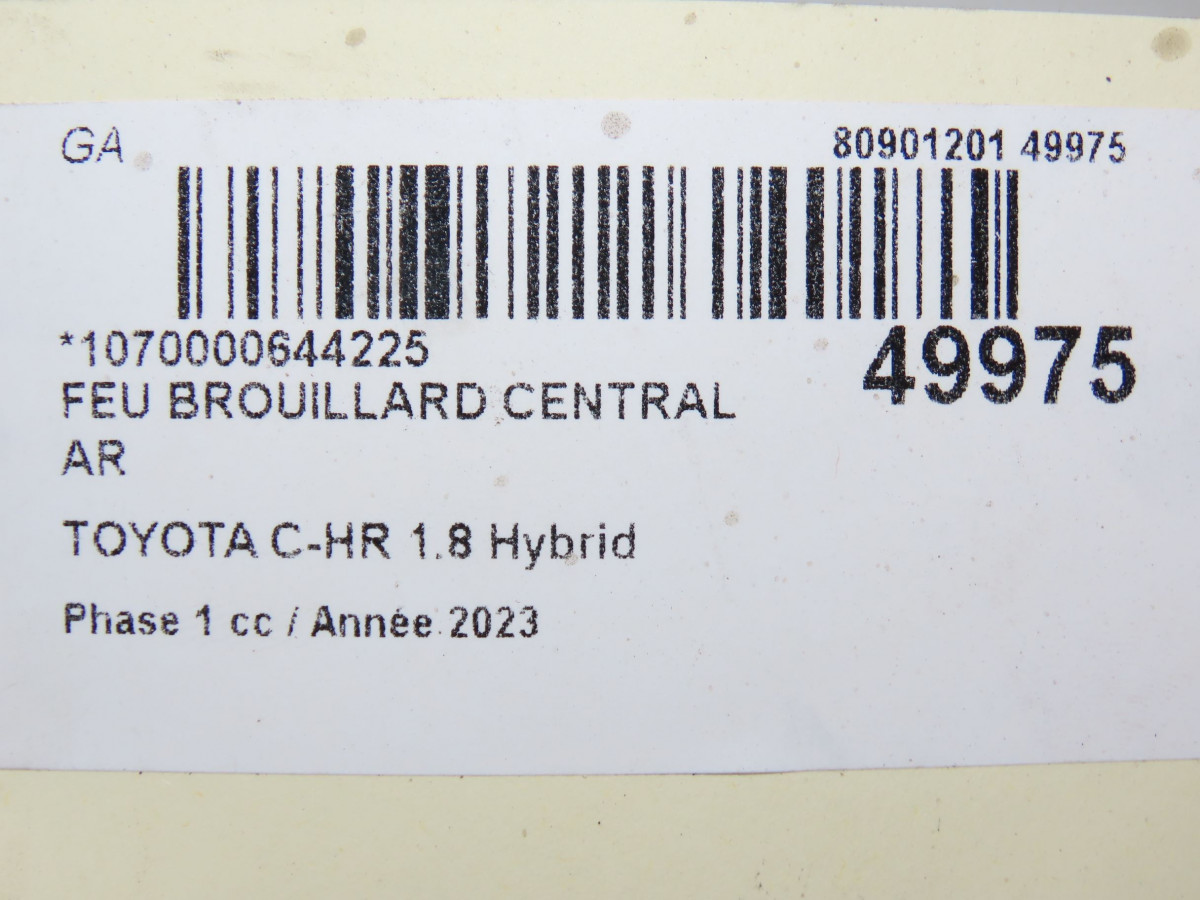 GA
80901201 49975
*1070000644225
49975
FEU BROUILLARD CENTRAL
AR
TOYOTA C-HR 1.8 Hybrid
Phase 1 cc / Année 2023